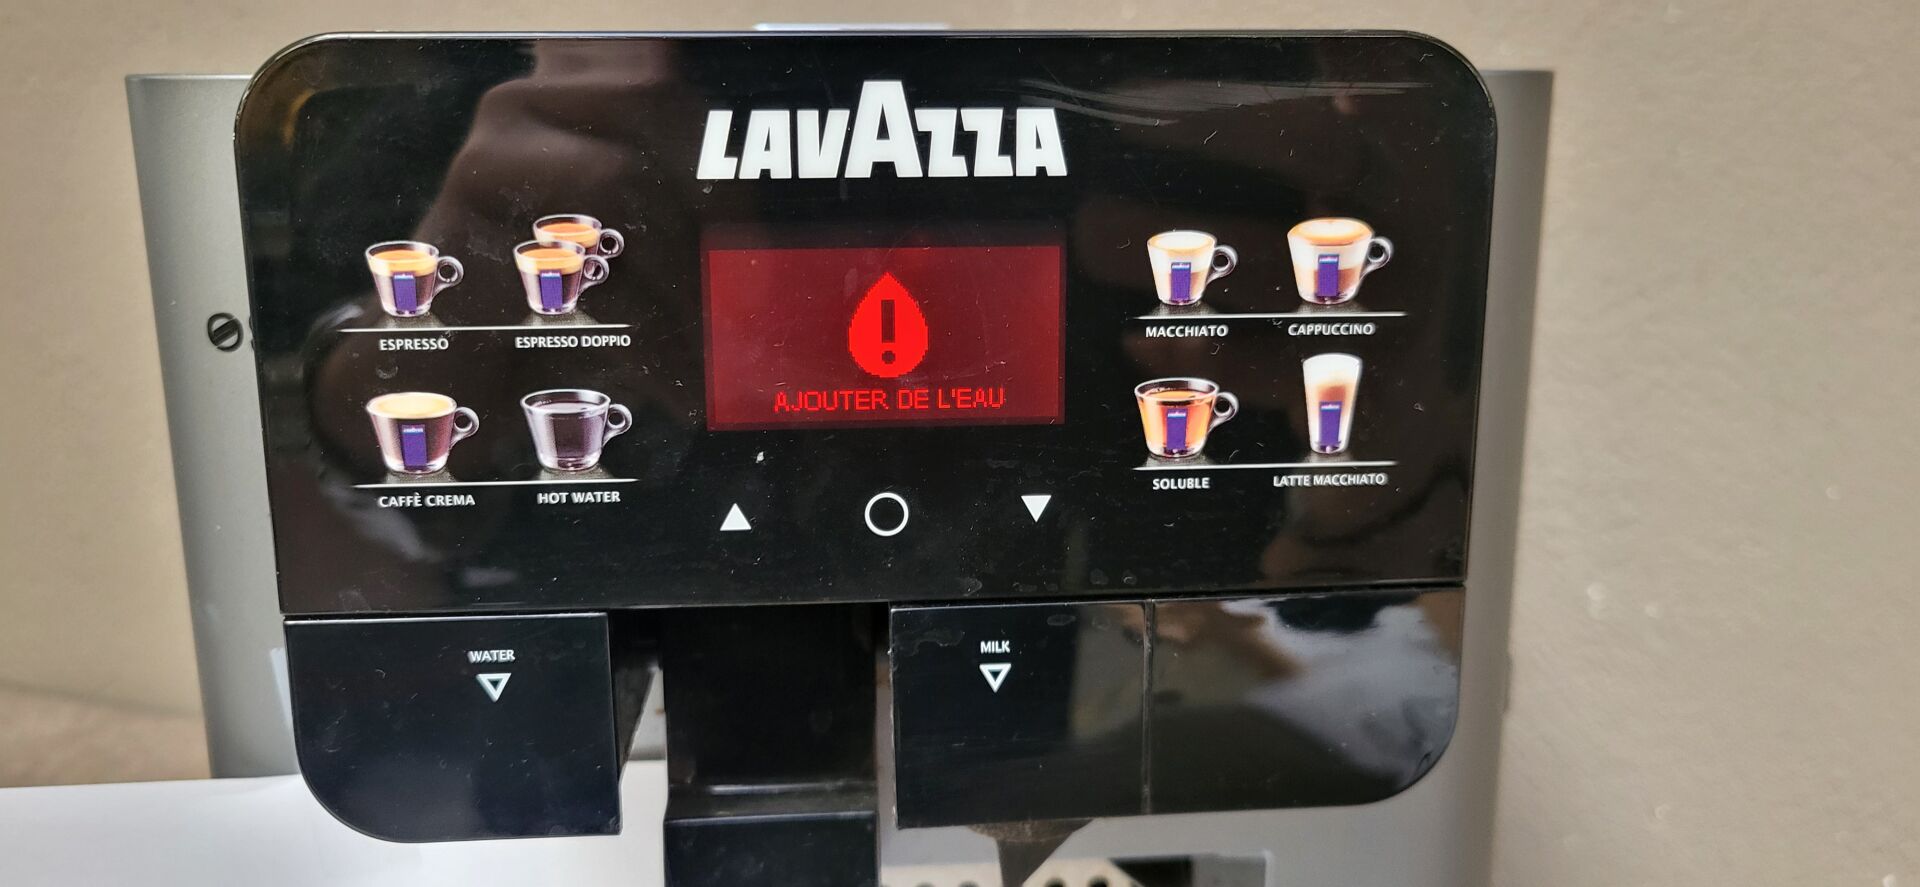 LAVAZZA
ESPRESSO
ESPRESSO DOPPIO
MACCHIATO
CAPPUCCINO
AJOUTER DE L'EAU
CAFFÈ CREMA
HOT WATER
SOLUBLE
LATTE MACCHIATO
WATER
MILK